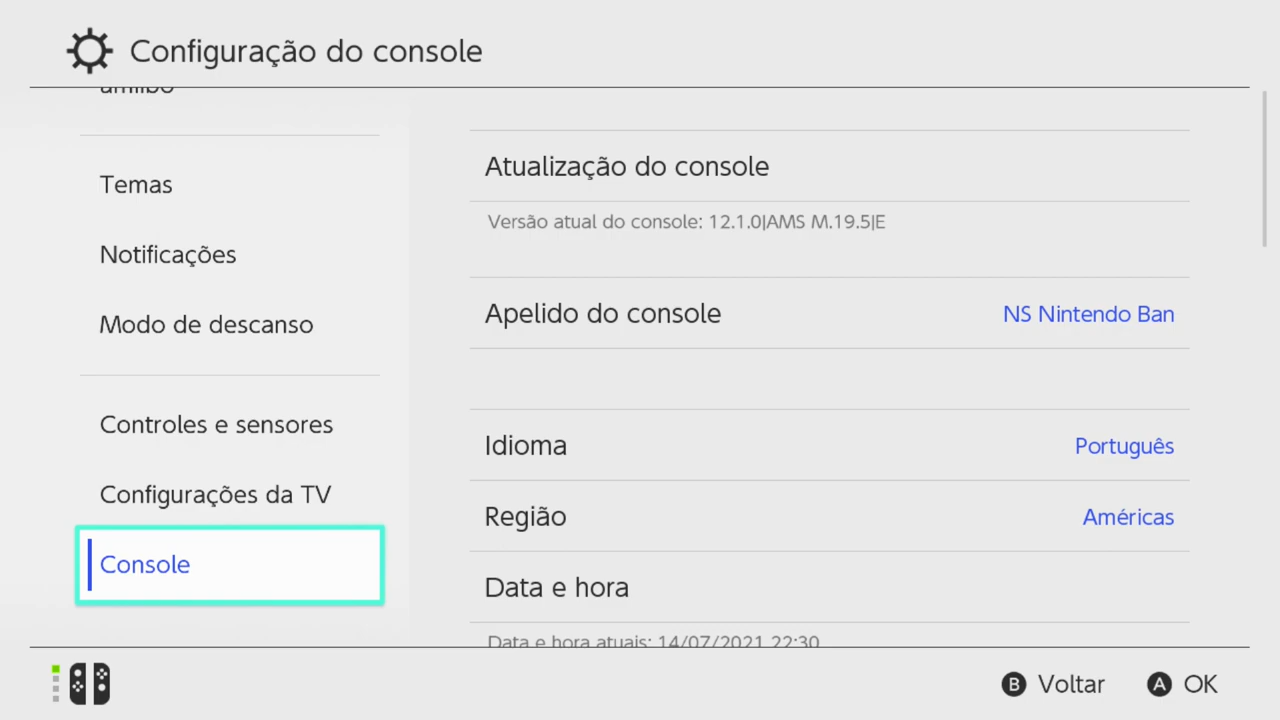 Configuração do console
amiibo
Temas
Notificações
Modo de descanso
Controles e sensores
Configurações da TV
Console
Atualização do console
Versão atual do console: 12.1.0|AMS M.19.5|E
Apelido do console
NS Nintendo Ban
Idioma
Português
Região
Américas
Data e hora
Data e hora atuais: 14/07/2021 22:30
B Voltar
A OK